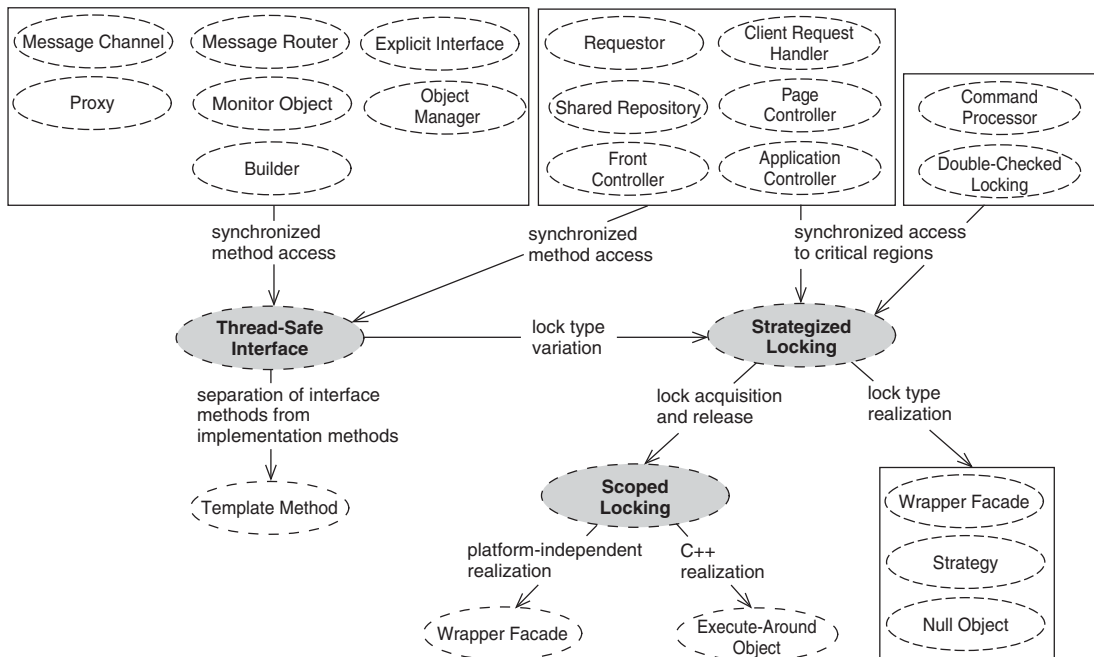 Message Channel
Message Router
Explicit Interface
Proxy
Monitor Object
Object
Manager
Builder
Requestor
Client Request
Handler
Shared Repository
Page
Controller
Front
Controller
Application
Controller
Command
Processor
Double-Checked
Locking
synchronized
method access
synchronized
method access
synchronized access
to critical regions
Thread-Safe
Interface
lock type
variation
Strategized
Locking
separation of interface
methods from
implementation methods
lock acquisition
and release
lock type
realization
Template Method
Scoped
Locking
platform-independent
realization
C++
realization
Wrapper Facade
Execute-Around
Object
Wrapper Facade
Strategy
Null Object